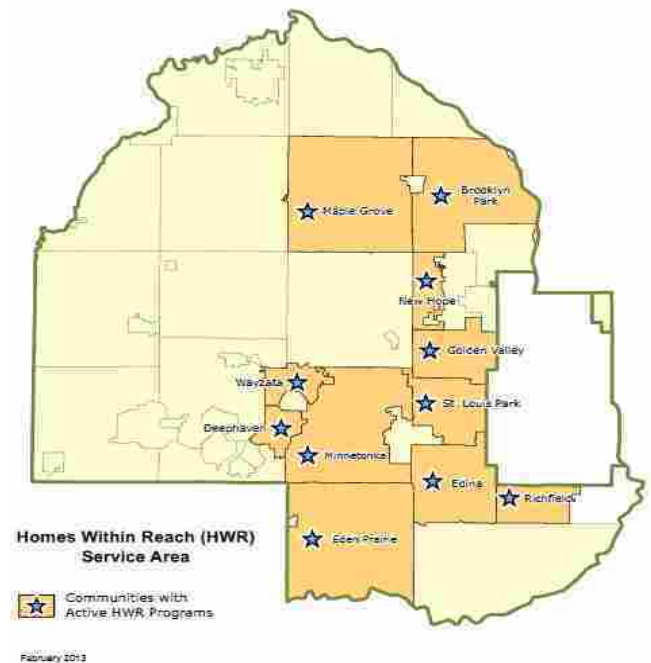 Maple Grove
Brooklyn
Park
New Hope
Golden Valley
Wayzata
St. Louis Park
Deephaven
Minnetonka
Edina
Richfield
Eden Prairie
Homes Within Reach (HWR)
Service Area
Communities with
Active HWR Programs
February 2013